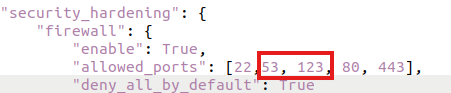 "security_hardening": {
"firewall": {
"enable": True,
"allowed_ports": [22,53, 123, 80, 443],
"deny_all_by_default": True